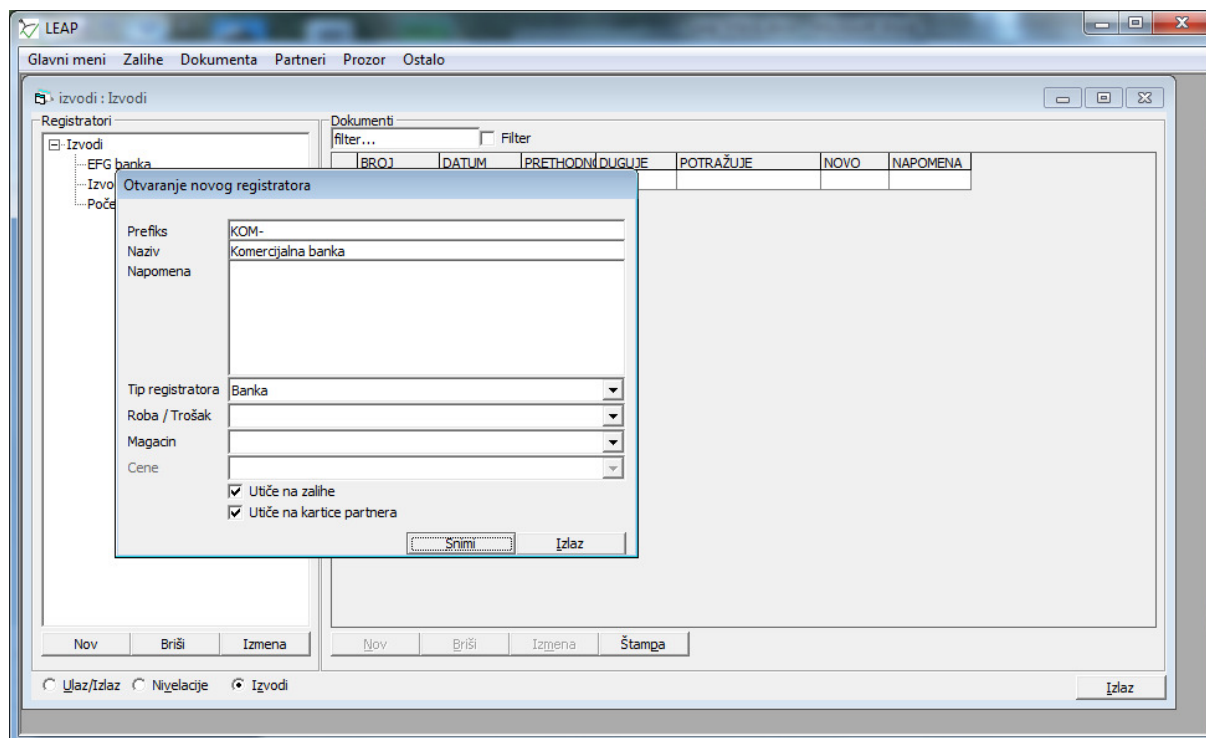 LEAP
Glavni meni Zalihe Dokumenta Partneri Prozor Ostalo
izvodi : Izvodi
Registratori
Izvodi
EFG banka
Dokumenti
filter...
Filter
BROJ DATUM DUGUJE POTRAŽUJE NOVO NAPOMENA
Otvaranje novog registratora
Prefiks KOM-
Naziv Komercijalna banka
Napomena
Tip registratora Banka
Roba / Trošak
Magacin
Cene
Utiče na zalihe
Utiče na kartice partnera
Snimi Izlaz
Nov Briši Izmena
Nov Briši Izmena Štampa
Ulaz/Izlaz Nivelacije Izvodi
Izlaz